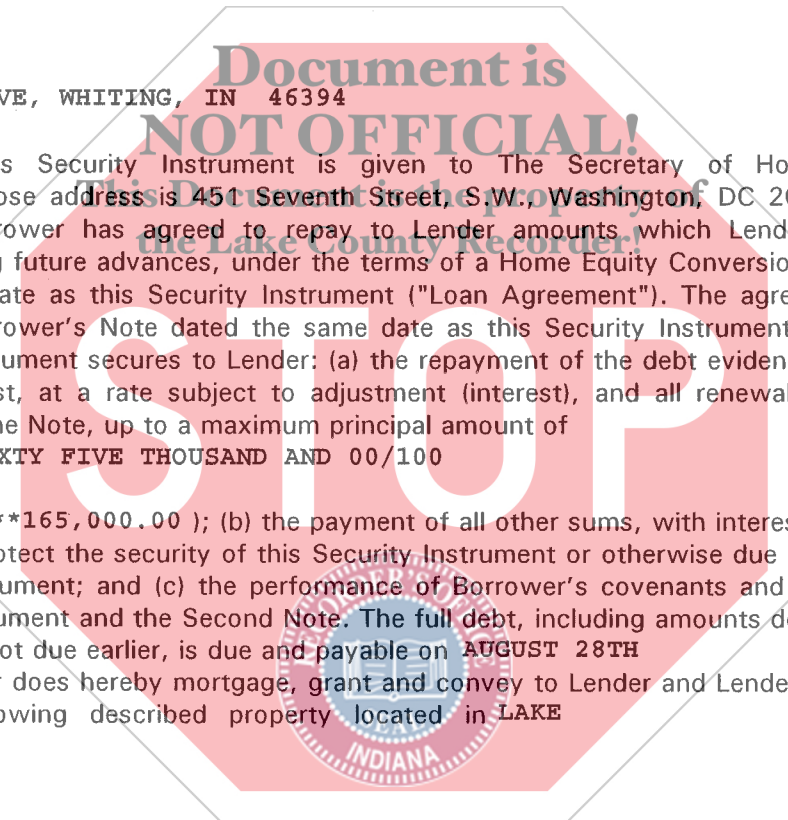 Document is
VE, WHITING, IN 46394
NOT OFFICIAL!
s Security Instrument is given to The Secretary of Ho
ose address is 451 Seventh Street, S.W., Washington, DC 20
This Document is the property of
rower has agreed to repay to Lender amounts which Lend
the Lake County Recorder!
g future advances, under the terms of a Home Equity Conversio
ate as this Security Instrument ("Loan Agreement"). The agre
rower's Note dated the same date as this Security Instrument
ument secures to Lender: (a) the repayment of the debt eviden
st, at a rate subject to adjustment (interest), and all renewal
ne Note, up to a maximum principal amount of
XTY FIVE THOUSAND AND 00/100
STOP
**165,000.00 ); (b) the payment of all other sums, with interes
otect the security of this Security Instrument or otherwise due
ument; and (c) the performance of Borrower's covenants and
ument and the Second Note. The full debt, including amounts d
ot due earlier, is due and payable on AUGUST 28TH
r does hereby mortgage, grant and convey to Lender and Lende
owing described property located in LAKE
RECORDER'S OFFICE
SEAL
INDIANA